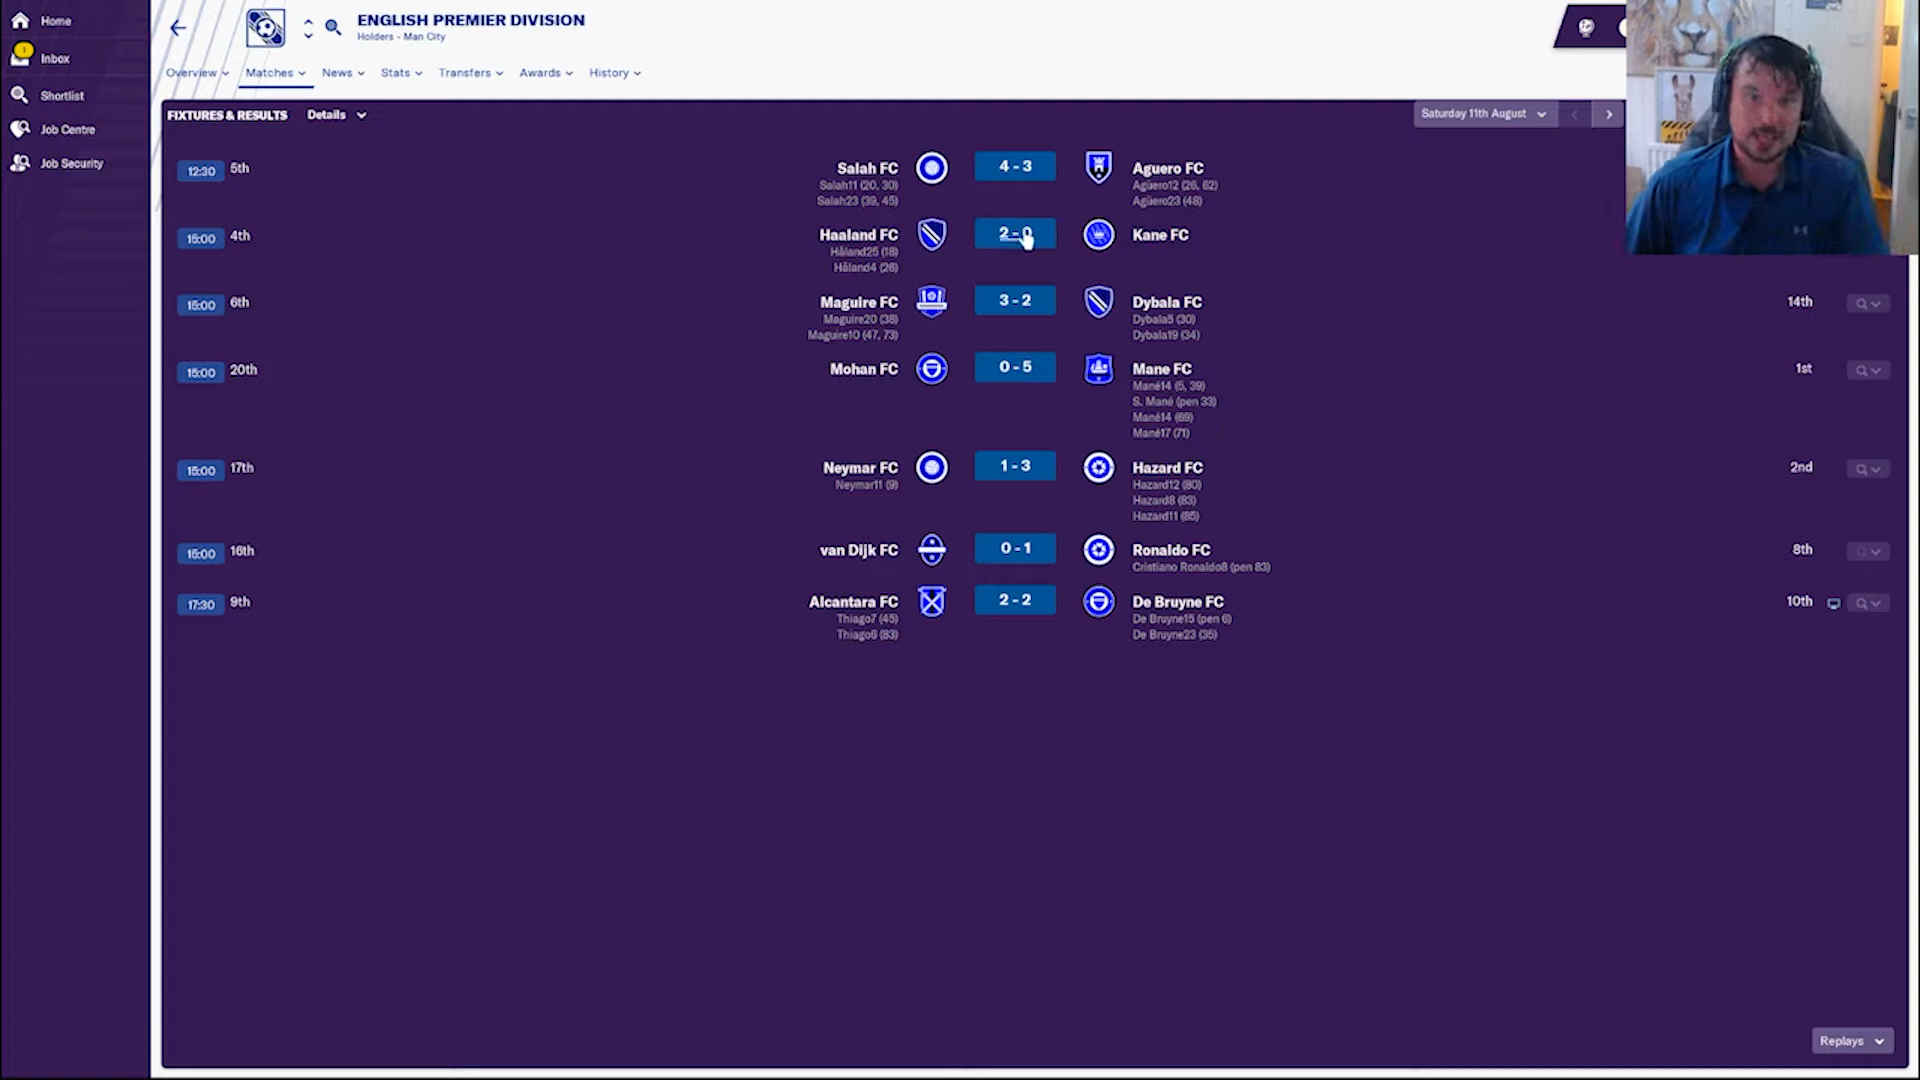 Home
1
Inbox
Shortlist
Job Centre
Job Security
ENGLISH PREMIER DIVISION
Holders - Man City
Overview
Matches
News
Stats
Transfers
Awards
History
FIXTURES & RESULTS
Details
Saturday 11th August
12:30 5th Salah FC 4 - 3 Aguero FC
Salah11 (20, 30) Agüero12 (26, 62)
Salah23 (39, 45) Agüero23 (48)
15:00 4th Haaland FC 2 - 0 Kane FC
Håland25 (18)
Håland4 (26)
15:00 6th Maguire FC 3 - 2 Dybala FC 14th
Maguire20 (38) Dybala5 (30)
Maguire10 (47, 73) Dybala19 (34)
15:00 20th Mohan FC 0 - 5 Mane FC 1st
Mané14 (5, 39)
S. Mané (pen 33)
Mané14 (69)
Mané17 (71)
15:00 17th Neymar FC 1 - 3 Hazard FC 2nd
Neymar11 (9) Hazard12 (80)
Hazard8 (83)
Hazard11 (85)
15:00 16th van Dijk FC 0 - 1 Ronaldo FC 8th
Cristiano Ronaldo8 (pen 83)
17:30 9th Alcantara FC 2 - 2 De Bruyne FC 10th
Thiago7 (45) De Bruyne15 (pen 6)
Thiago6 (83) De Bruyne23 (35)
Replays